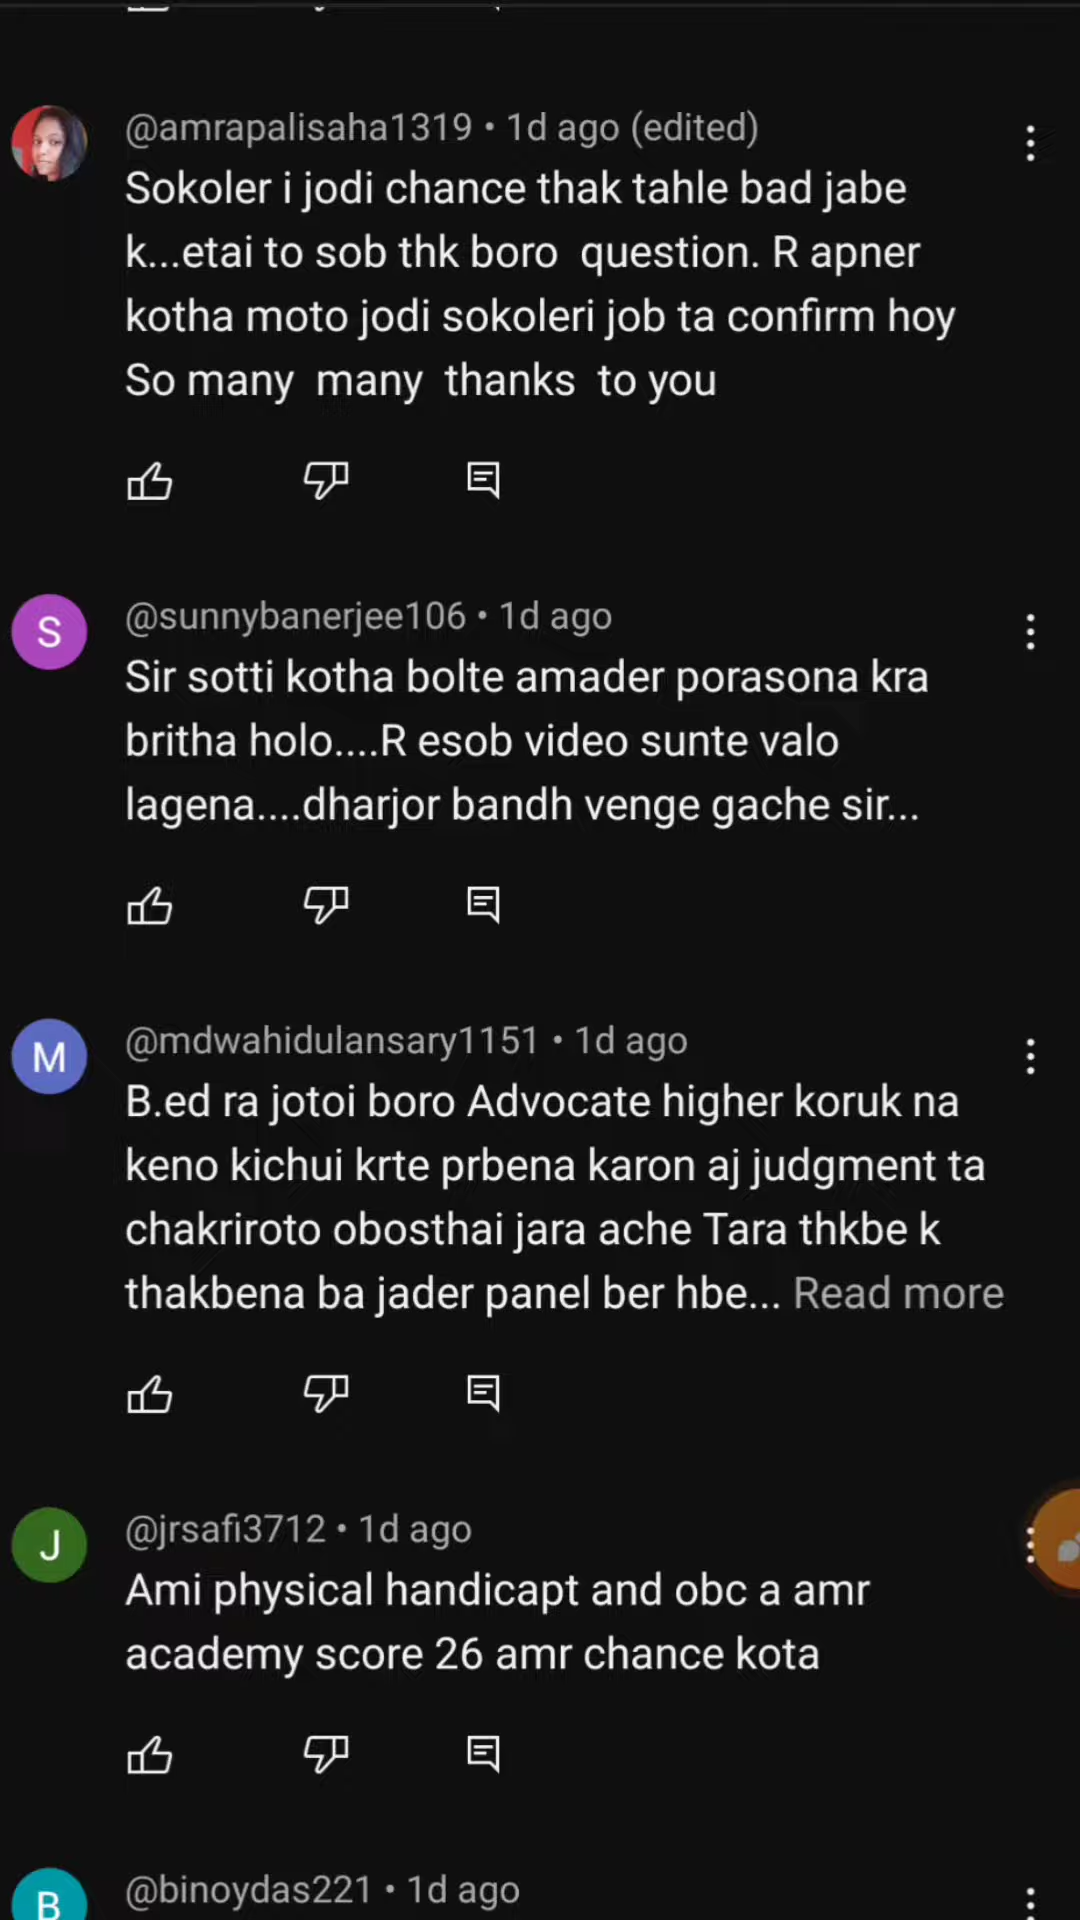 @amrapalisaha1319 • 1d ago (edited)
Sokoler i jodi chance thak tahle bad jabe
k...etai to sob thk boro question. R apner
kotha moto jodi sokoleri job ta confirm hoy
So many many thanks to you
S
@sunnybanerjee106 • 1d ago
Sir sotti kotha bolte amader porasona kra
britha holo....R esob video sunte valo
lagena....dharjor bandh venge gache sir...
M
@mdwahidulansary1151 • 1d ago
B.ed ra jotoi boro Advocate higher koruk na
keno kichui krte prbena karon aj judgment ta
chakriroto obosthai jara ache Tara thkbe k
thakbena ba jader panel ber hbe... Read more
J
@jrsafi3712 • 1d ago
Ami physical handicapt and obc a amr
academy score 26 amr chance kota
B
@binoydas221 • 1d ago